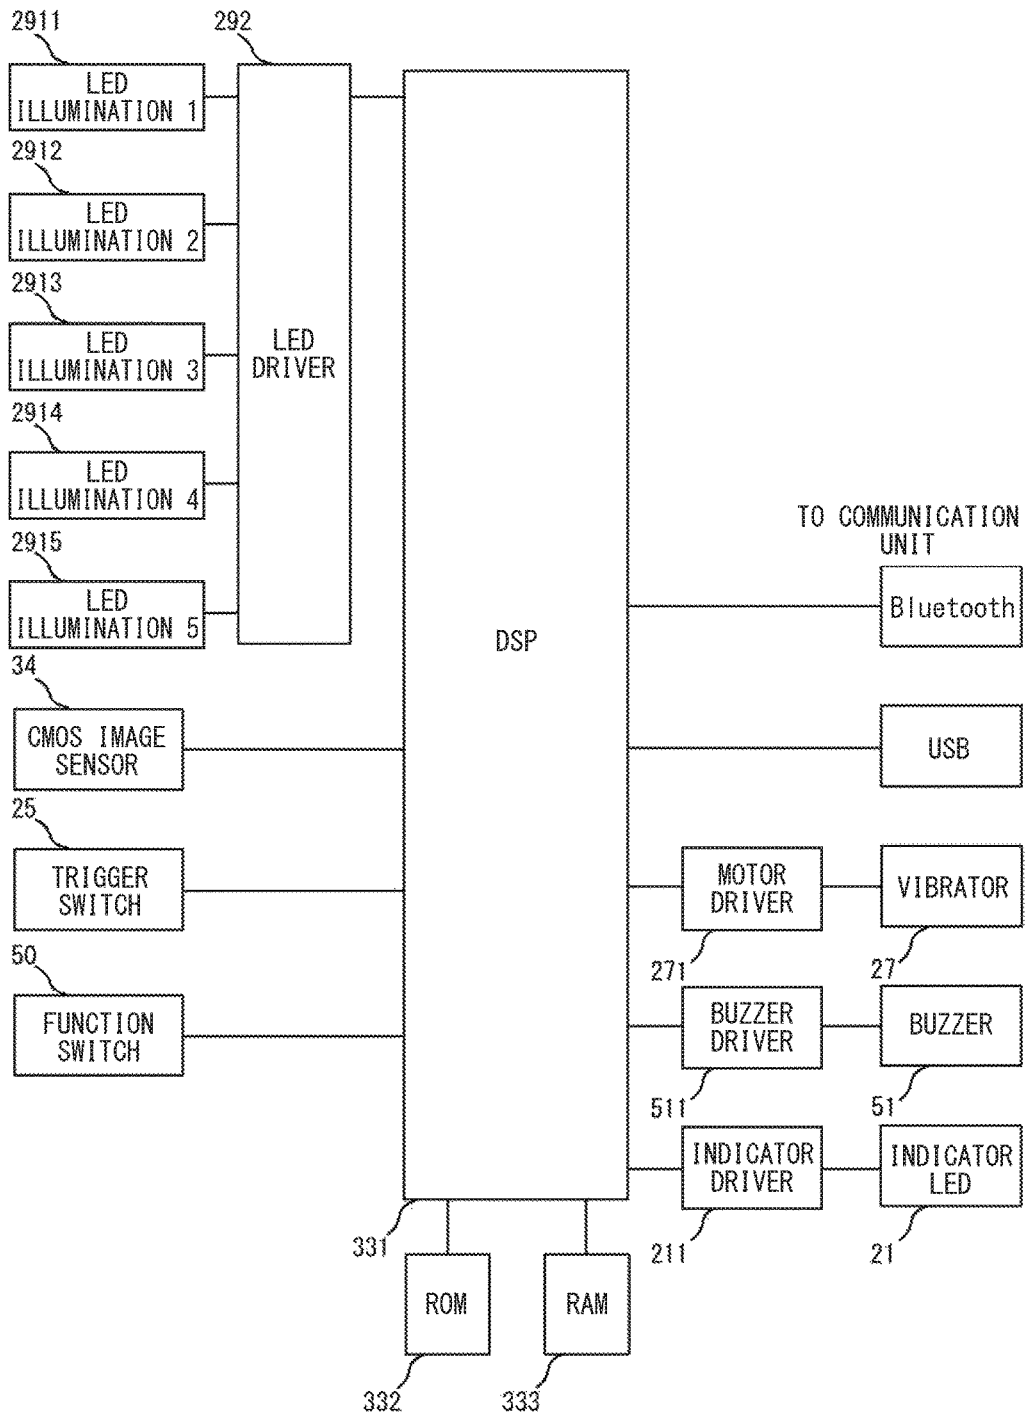 2911
292
LED
ILLUMINATION 1
2912
LED
ILLUMINATION 2
2913
LED
ILLUMINATION 3
LED
DRIVER
2914
LED
ILLUMINATION 4
2915
LED
ILLUMINATION 5
34
CMOS IMAGE
SENSOR
25
TRIGGER
SWITCH
50
FUNCTION
SWITCH
DSP
331
ROM
332
RAM
333
TO COMMUNICATION
UNIT
Bluetooth
USB
MOTOR
DRIVER
271
VIBRATOR
27
BUZZER
DRIVER
511
BUZZER
51
INDICATOR
DRIVER
211
INDICATOR
LED
21